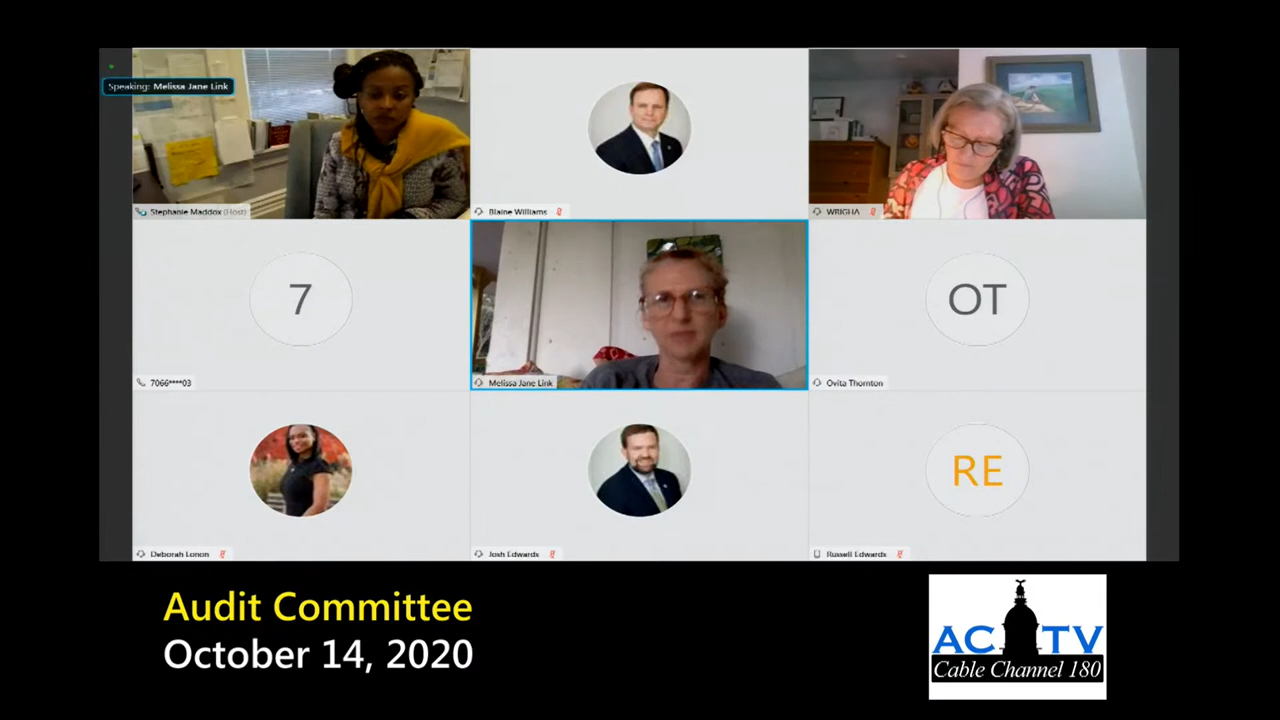 Speaking: Melissa Jane Link
Stephanie Maddox (Host)
Blaine Williams
WRIGHA
7
7066****03
Melissa Jane Link
OT
Ovita Thornton
Deborah Lonon
Josh Edwards
RE
Russell Edwards
Audit Committee
October 14, 2020
AC TV
Cable Channel 180